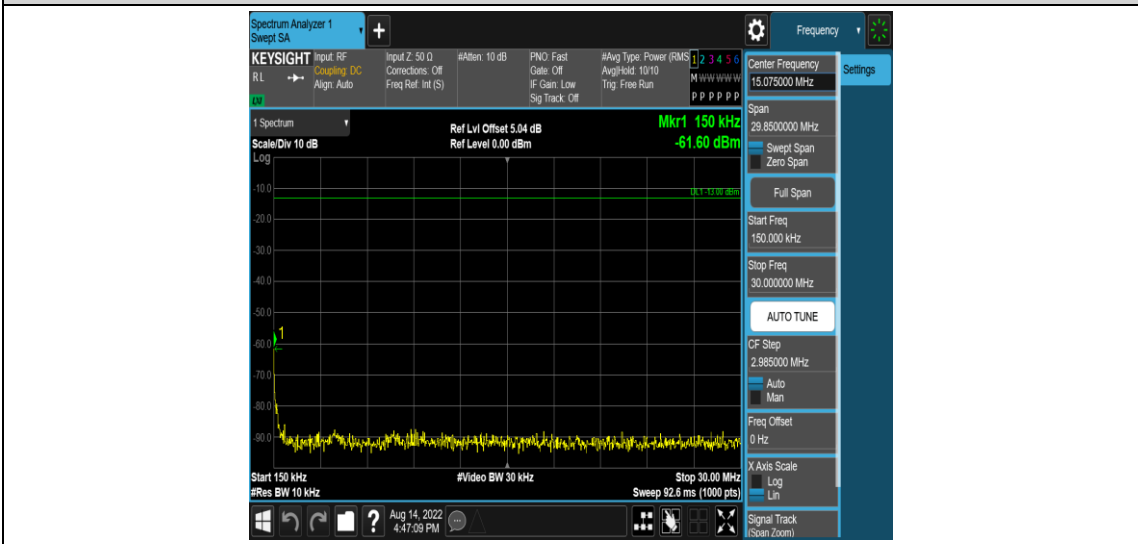 Spectrum Analyzer 1
Swept SA
+
Frequency
KEYSIGHT
RL
Input: RF
Coupling: DC
Align: Auto
Input Z: 50 Ω
Corrections: Off
Freq Ref: Int (S)
#Atten: 10 dB
PNO: Fast
Gate: Off
IF Gain: Low
Sig Track: Off
#Avg Type: Power (RMS
Avg|Hold: 10/10
Trig: Free Run
1 2 3 4 5 6
M W W W W W
P P P P P P
1 Spectrum
Scale/Div 10 dB
Log
Ref Lvl Offset 5.04 dB
Ref Level 0.00 dBm
Mkr1 150 kHz
-61.60 dBm
DL1 -13.00 dBm
-10.0
-20.0
-30.0
-40.0
-50.0
-60.0
-70.0
-80.0
-90.0
1
Start 150 kHz
#Res BW 10 kHz
#Video BW 30 kHz
Stop 30.00 MHz
Sweep 92.6 ms (1000 pts)
Aug 14, 2022
4:47:09 PM
Center Frequency
15.075000 MHz
Settings
Span
29.8500000 MHz
Swept Span
Zero Span
Full Span
Start Freq
150.000 kHz
Stop Freq
30.000000 MHz
AUTO TUNE
CF Step
2.985000 MHz
Auto
Man
Freq Offset
0 Hz
X Axis Scale
Log
Lin
Signal Track
(Span Zoom)